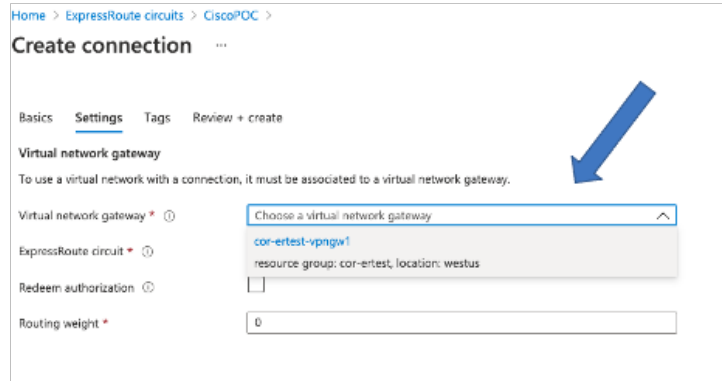 Home > ExpressRoute circuits > CiscoPOC >
Create connection ...
Basics Settings Tags Review + create
Virtual network gateway
To use a virtual network with a connection, it must be associated to a virtual network gateway.
Virtual network gateway * Choose a virtual network gateway
cor-ertest-vpngw1
ExpressRoute circuit * resource group: cor-ertest, location: westus
Redeem authorization
Routing weight * 0